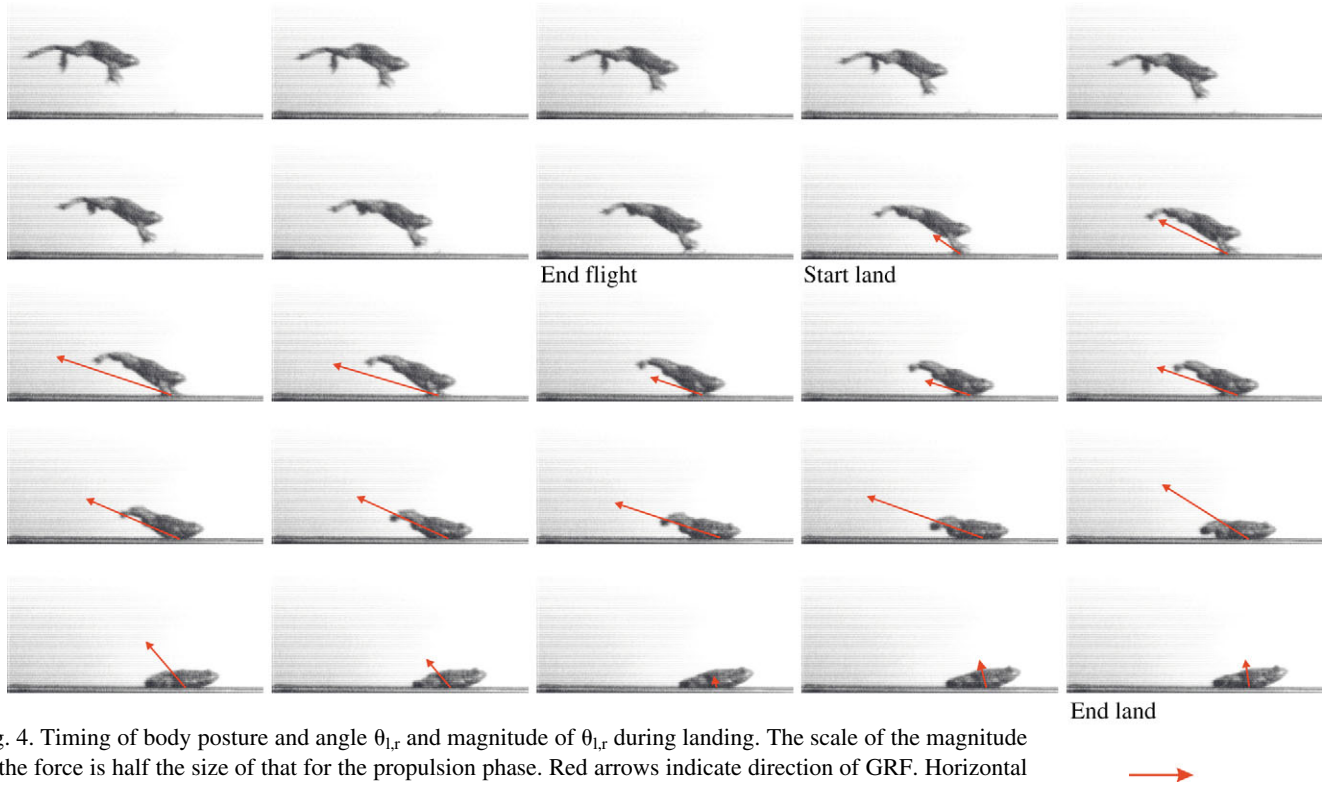 End flight
Start land
End land
g. 4. Timing of body posture and angle θl,r and magnitude of θl,r during landing. The scale of the magnitude
the force is half the size of that for the propulsion phase. Red arrows indicate direction of GRF. Horizontal